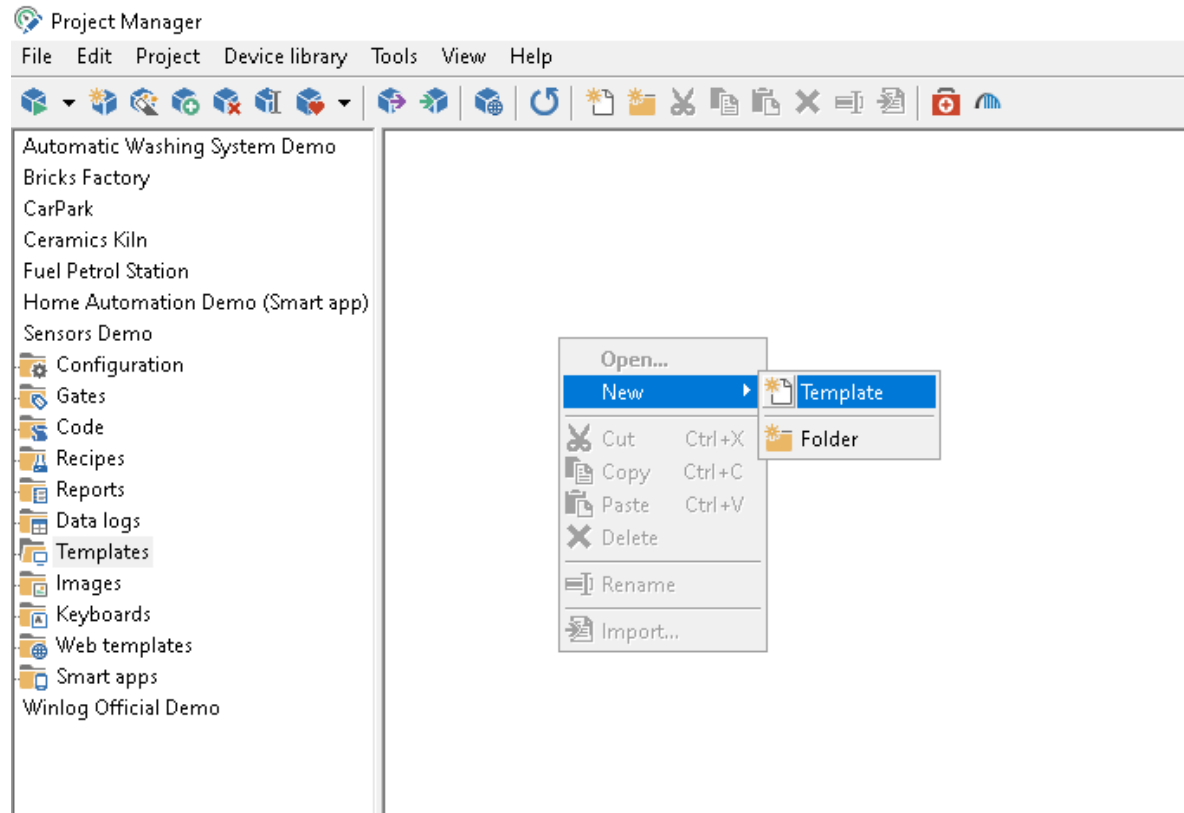 Project Manager
File Edit Project Device library Tools View Help
Automatic Washing System Demo
Bricks Factory
CarPark
Ceramics Kiln
Fuel Petrol Station
Home Automation Demo (Smart app)
Sensors Demo
Configuration
Gates
Code
Recipes
Reports
Data logs
Templates
Images
Keyboards
Web templates
Smart apps
Winlog Official Demo
Open...
New
Cut Ctrl+X
Copy Ctrl+C
Paste Ctrl+V
Delete
Rename
Import...
Template
Folder